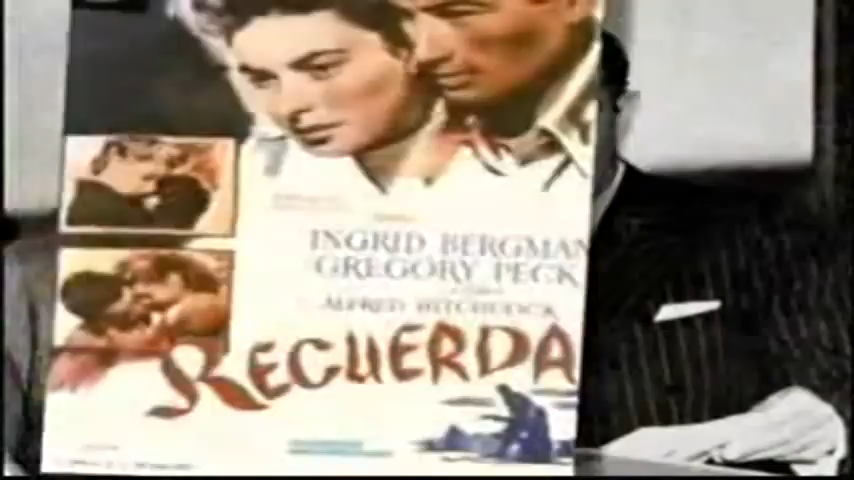 INGRID BERGMAN
GREGORY PECK
ALFRED HITCHCOCK
RECUERDA